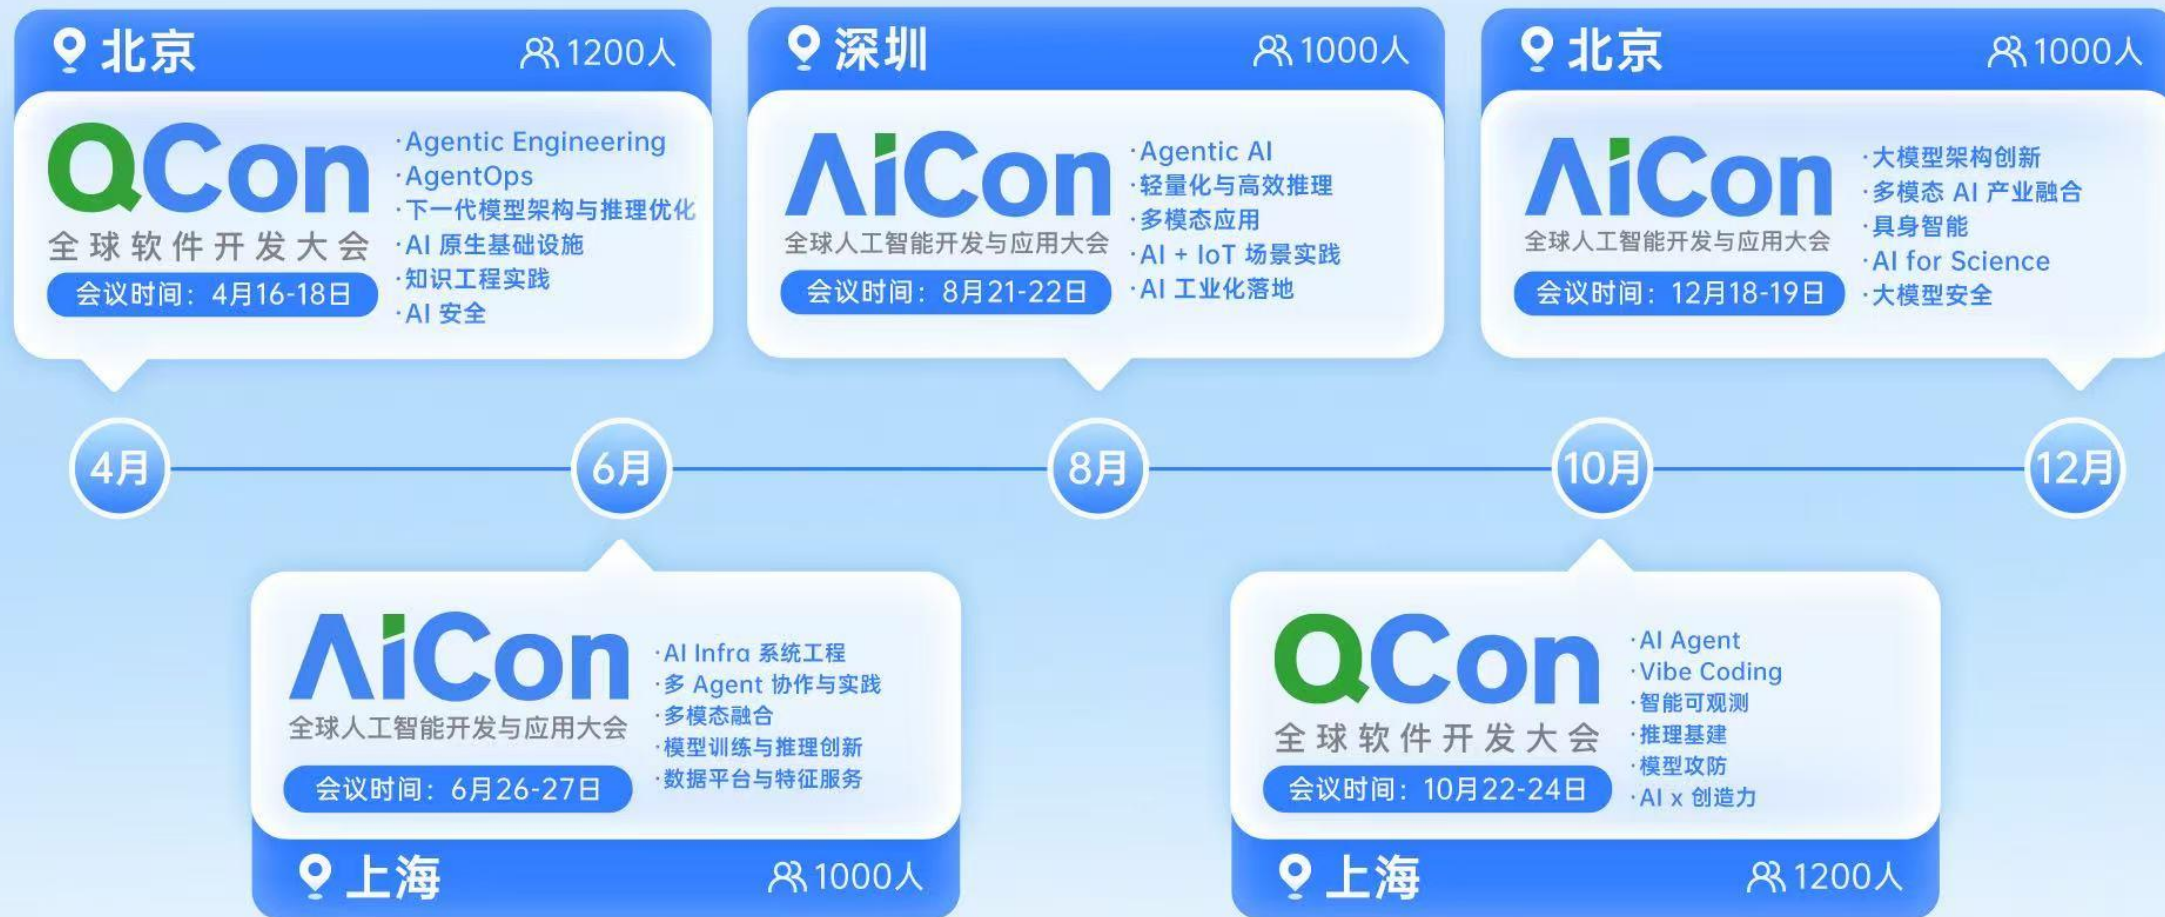 北京
1200人
QCon
全球软件开发大会
会议时间：4月16-18日
·Agentic Engineering
·AgentOps
·下一代模型架构与推理优化
·AI 原生基础设施
·知识工程实践
·AI 安全
深圳
1000人
AiCon
全球人工智能开发与应用大会
会议时间：8月21-22日
·Agentic AI
·轻量化与高效推理
·多模态应用
·AI + IoT 场景实践
·AI 工业化落地
北京
1000人
AiCon
全球人工智能开发与应用大会
会议时间：12月18-19日
·大模型架构创新
·多模态 AI 产业融合
·具身智能
·AI for Science
·大模型安全
4月
6月
8月
10月
12月
AiCon
全球人工智能开发与应用大会
会议时间：6月26-27日
·AI Infra 系统工程
·多 Agent 协作与实践
·多模态融合
·模型训练与推理创新
·数据平台与特征服务
上海
1000人
QCon
全球软件开发大会
会议时间：10月22-24日
·AI Agent
·Vibe Coding
·智能可观测
·推理基建
·模型攻防
·AI x 创造力
上海
1200人